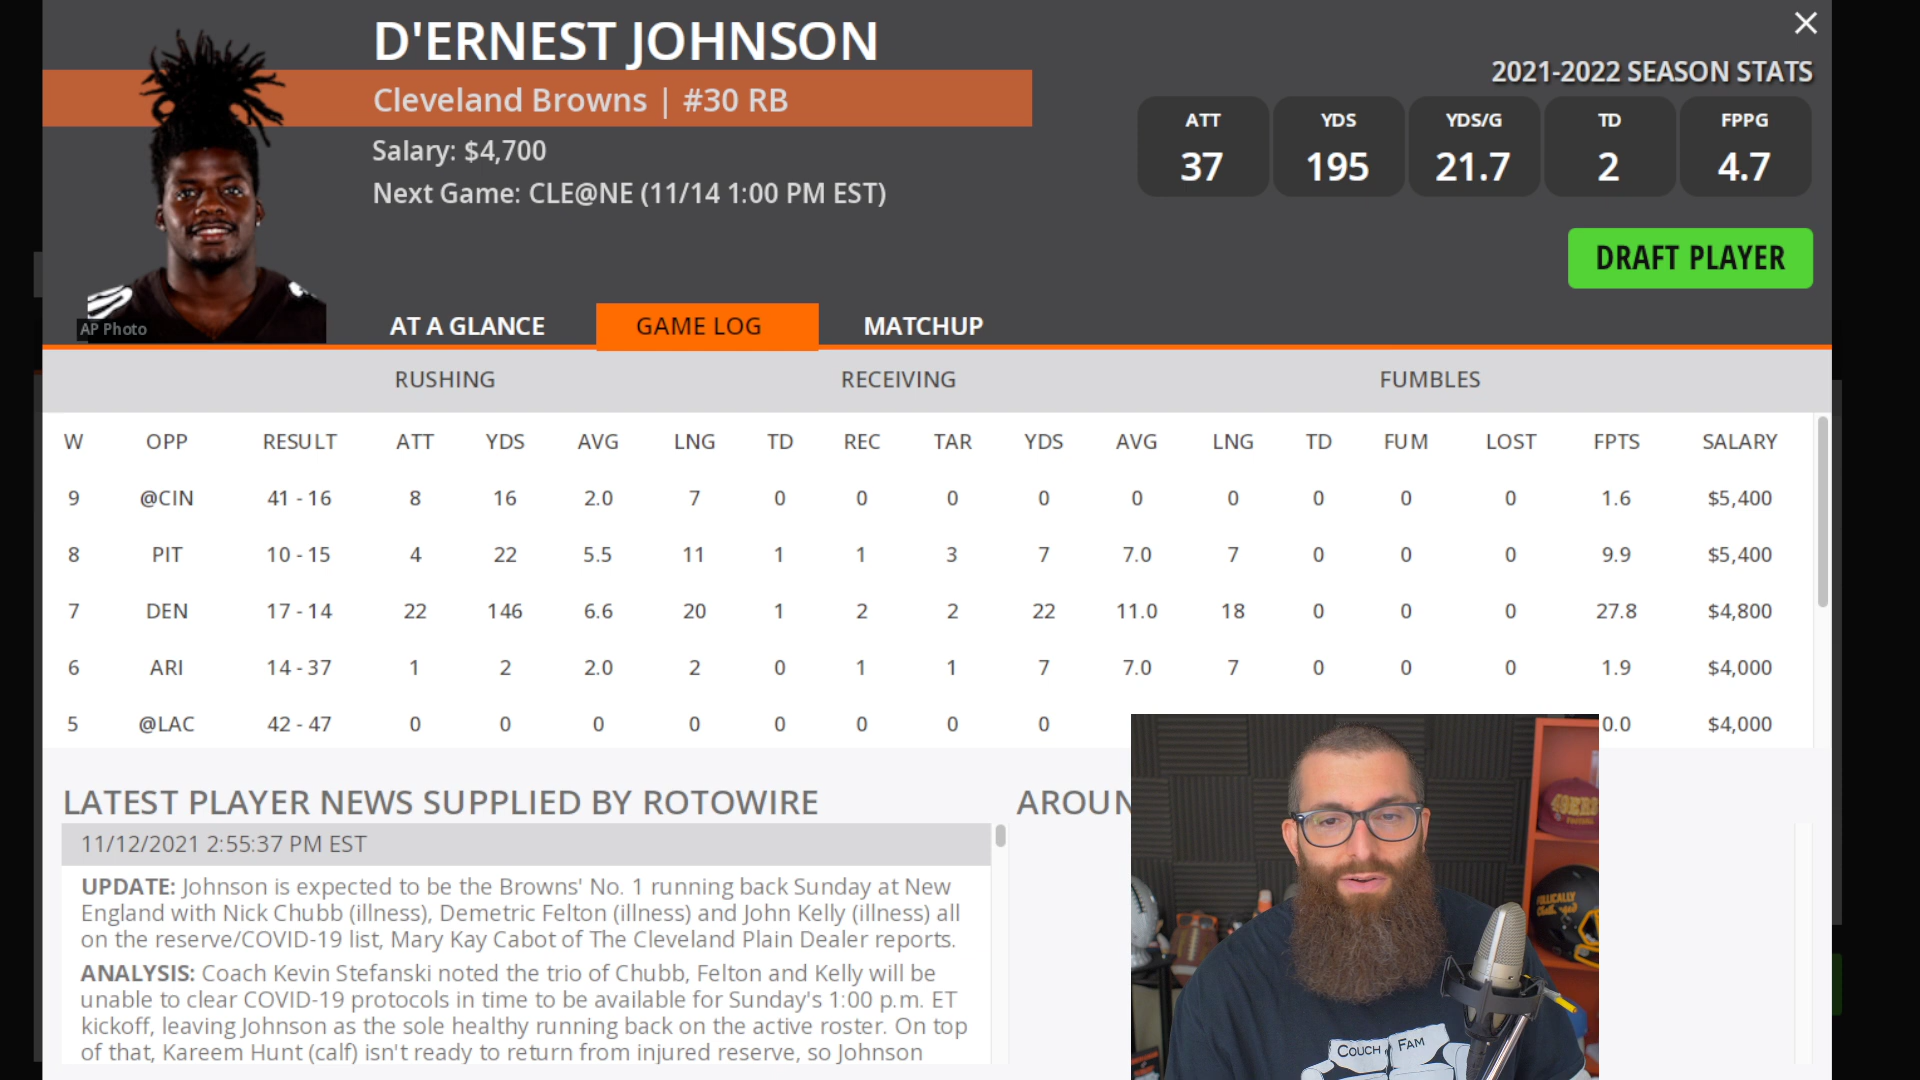 D'ERNEST JOHNSON
Cleveland Browns | #30 RB
Salary: $4,700
Next Game: CLE@NE (11/14 1:00 PM EST)
AP Photo
2021-2022 SEASON STATS
ATT YDS YDS/G TD FPPG
37 195 21.7 2 4.7
DRAFT PLAYER
AT A GLANCE GAME LOG MATCHUP
RUSHING RECEIVING FUMBLES
W OPP RESULT ATT YDS AVG LNG TD REC TAR YDS AVG LNG TD FUM LOST FPTS SALARY
9 @CIN 41 - 16 8 16 2.0 7 0 0 0 0 0 0 0 0 0 1.6 $5,400
8 PIT 10 - 15 4 22 5.5 11 1 1 3 7 7.0 7 0 0 0 9.9 $5,400
7 DEN 17 - 14 22 146 6.6 20 1 2 2 22 11.0 18 0 0 0 27.8 $4,800
6 ARI 14 - 37 1 2 2.0 2 0 1 1 7 7.0 7 0 0 0 1.9 $4,000
5 @LAC 42 - 47 0 0 0 0 0 0 0 0 0.0 $4,000
LATEST PLAYER NEWS SUPPLIED BY ROTOWIRE
11/12/2021 2:55:37 PM EST
UPDATE: Johnson is expected to be the Browns' No. 1 running back Sunday at New
England with Nick Chubb (illness), Demetric Felton (illness) and John Kelly (illness) all
on the reserve/COVID-19 list, Mary Kay Cabot of The Cleveland Plain Dealer reports.
ANALYSIS: Coach Kevin Stefanski noted the trio of Chubb, Felton and Kelly will be
unable to clear COVID-19 protocols in time to be available for Sunday's 1:00 p.m. ET
kickoff, leaving Johnson as the sole healthy running back on the active roster. On top
of that, Kareem Hunt (calf) isn't ready to return from injured reserve, so Johnson
AROUN
49ERS
COUCH FAM